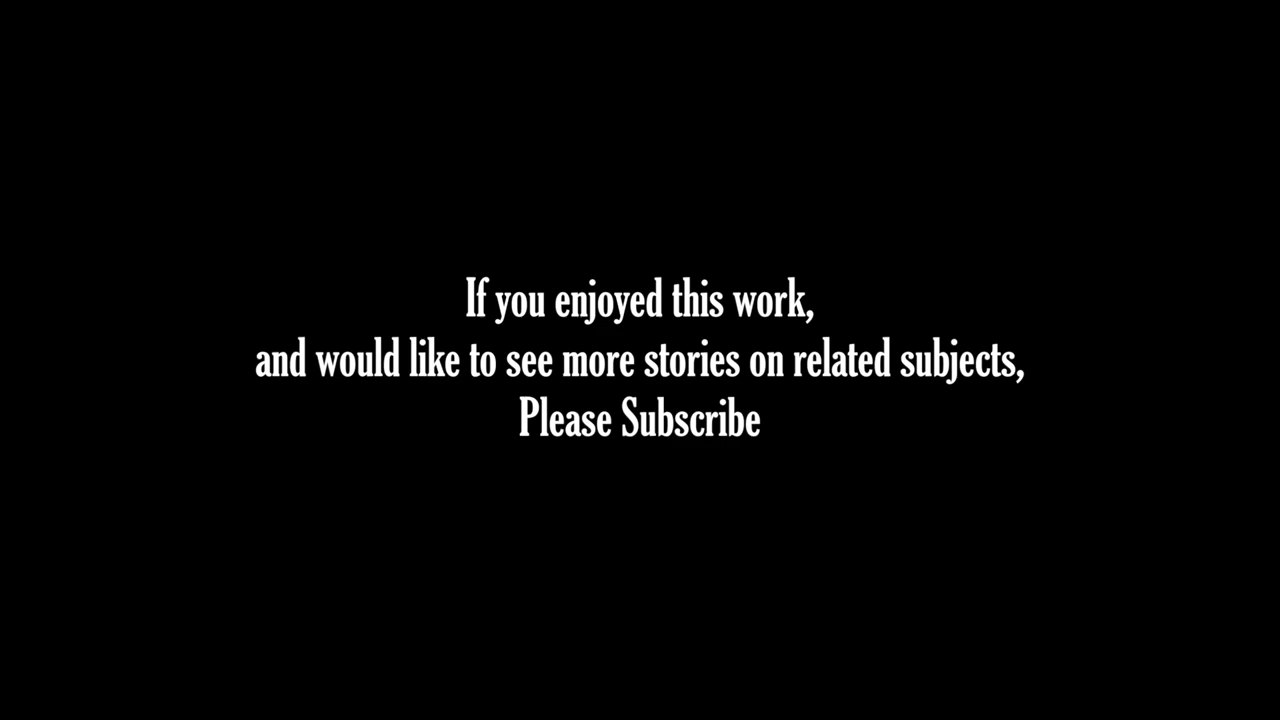 If you enjoyed this work,
and would like to see more stories on related subjects,
Please Subscribe